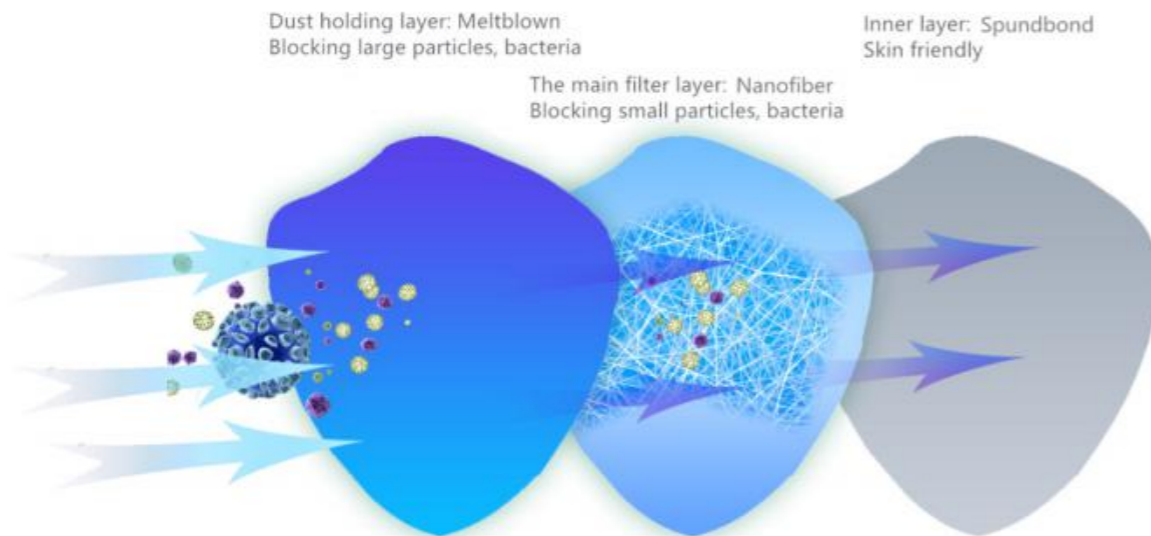 Dust holding layer: Meltblown
Blocking large particles, bacteria
The main filter layer: Nanofiber
Blocking small particles, bacteria
Inner layer: Spundbond
Skin friendly